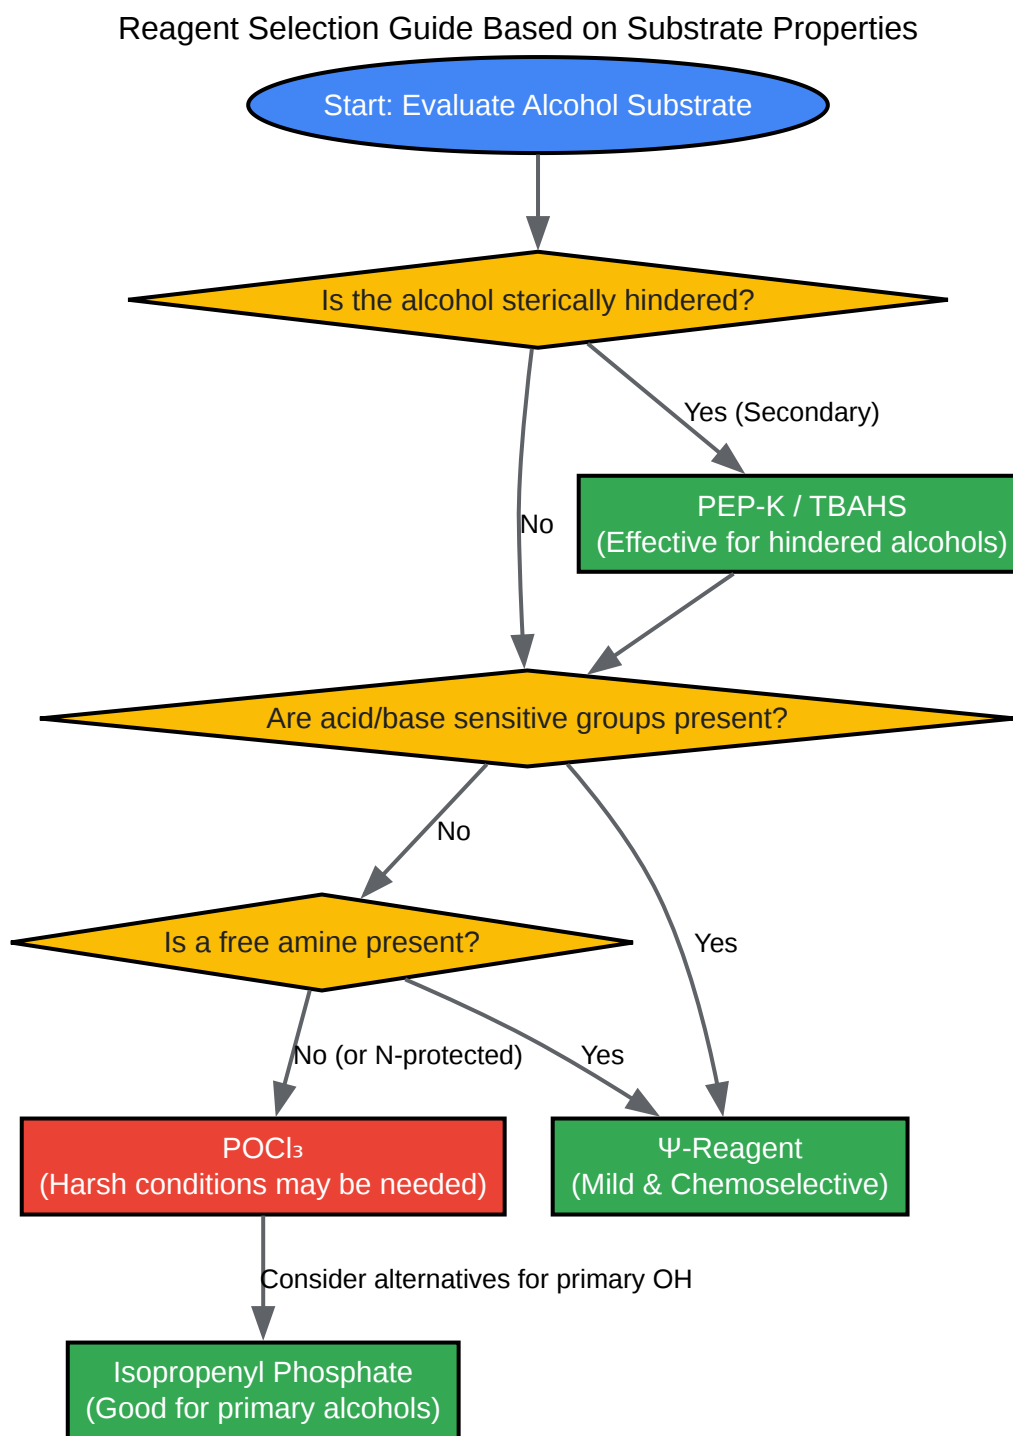 Reagent Selection Guide Based on Substrate Properties
Start: Evaluate Alcohol Substrate
Is the alcohol sterically hindered?
Yes (Secondary)
PEP-K / TBAHS
(Effective for hindered alcohols)
No
Are acid/base sensitive groups present?
No
Is a free amine present?
Yes
No (or N-protected)
Yes
POCl₃
(Harsh conditions may be needed)
Ψ-Reagent
(Mild & Chemoselective)
Consider alternatives for primary OH
Isopropenyl Phosphate
(Good for primary alcohols)